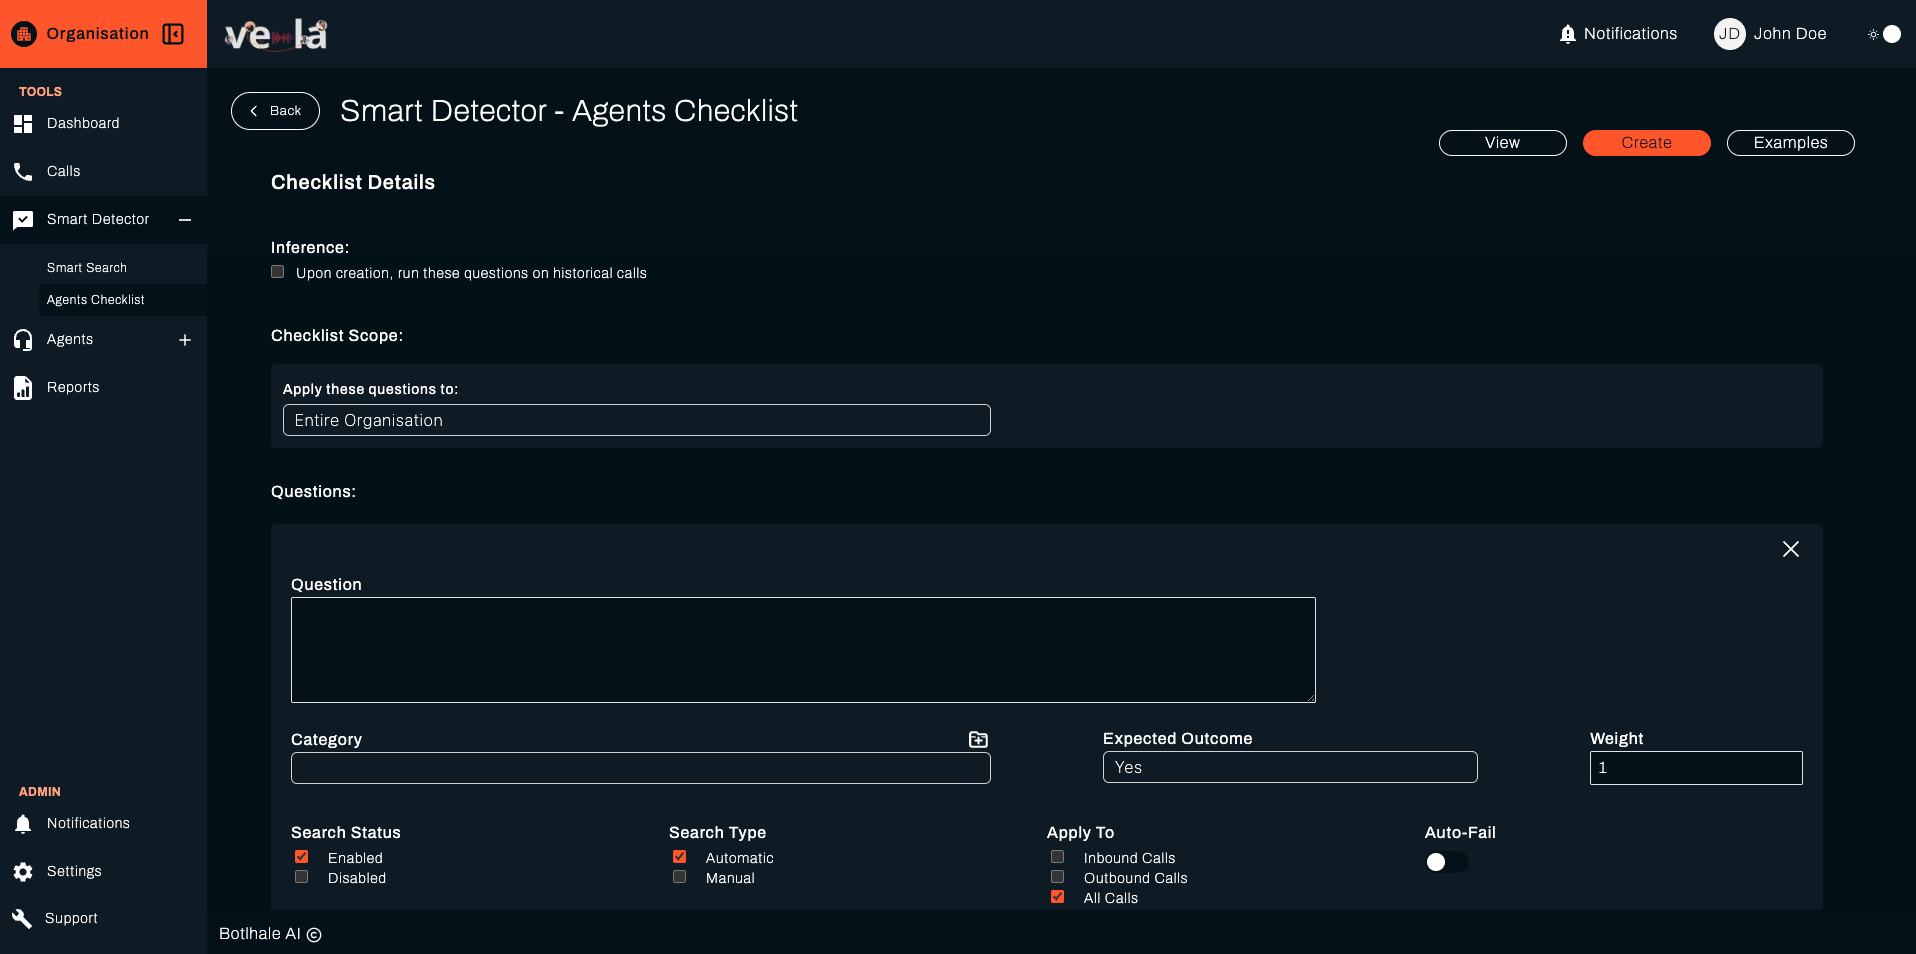 Organisation
vela
Notifications
JD
John Doe
TOOLS
Dashboard
Calls
Smart Detector
Smart Search
Agents Checklist
Agents
Reports
ADMIN
Notifications
Settings
Support
Back
Smart Detector - Agents Checklist
View
Create
Examples
Checklist Details
Inference:
Upon creation, run these questions on historical calls
Checklist Scope:
Apply these questions to:
Entire Organisation
Questions:
Question
Category
Expected Outcome
Yes
Weight
1
Search Status
Enabled
Disabled
Search Type
Automatic
Manual
Apply To
Inbound Calls
Outbound Calls
All Calls
Auto-Fail
Botlhale AI ©